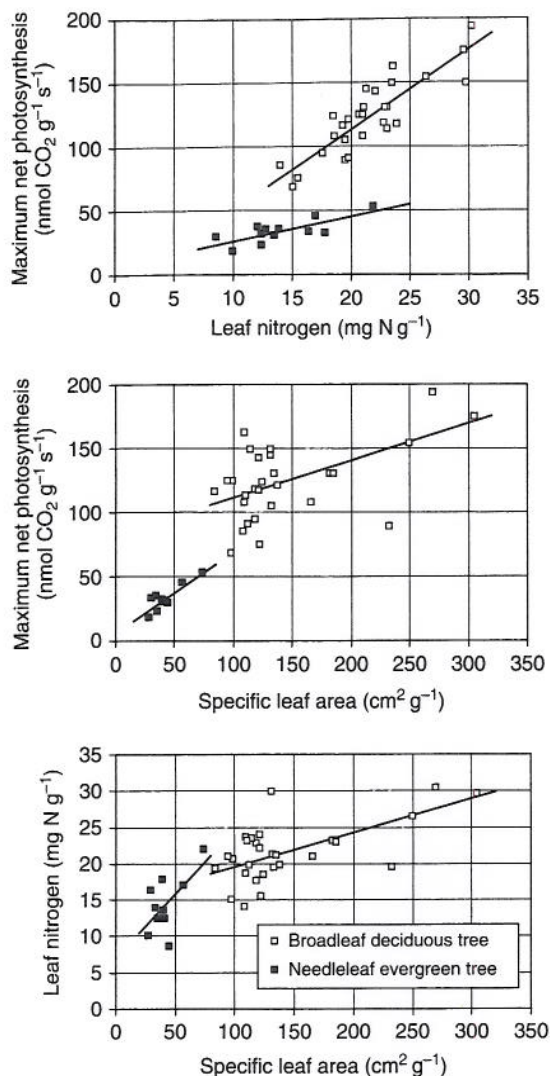 Maximum net photosynthesis
(nmol CO₂ g⁻¹ s⁻¹)
200
150
100
50
0
0 5 10 15 20 25 30 35
Leaf nitrogen (mg N g⁻¹)
Maximum net photosynthesis
(nmol CO₂ g⁻¹ s⁻¹)
200
150
100
50
0
0 50 100 150 200 250 300 350
Specific leaf area (cm² g⁻¹)
Leaf nitrogen (mg N g⁻¹)
35
30
25
20
15
10
5
0
Broadleaf deciduous tree
Needleleaf evergreen tree
0 50 100 150 200 250 300 350
Specific leaf area (cm² g⁻¹)